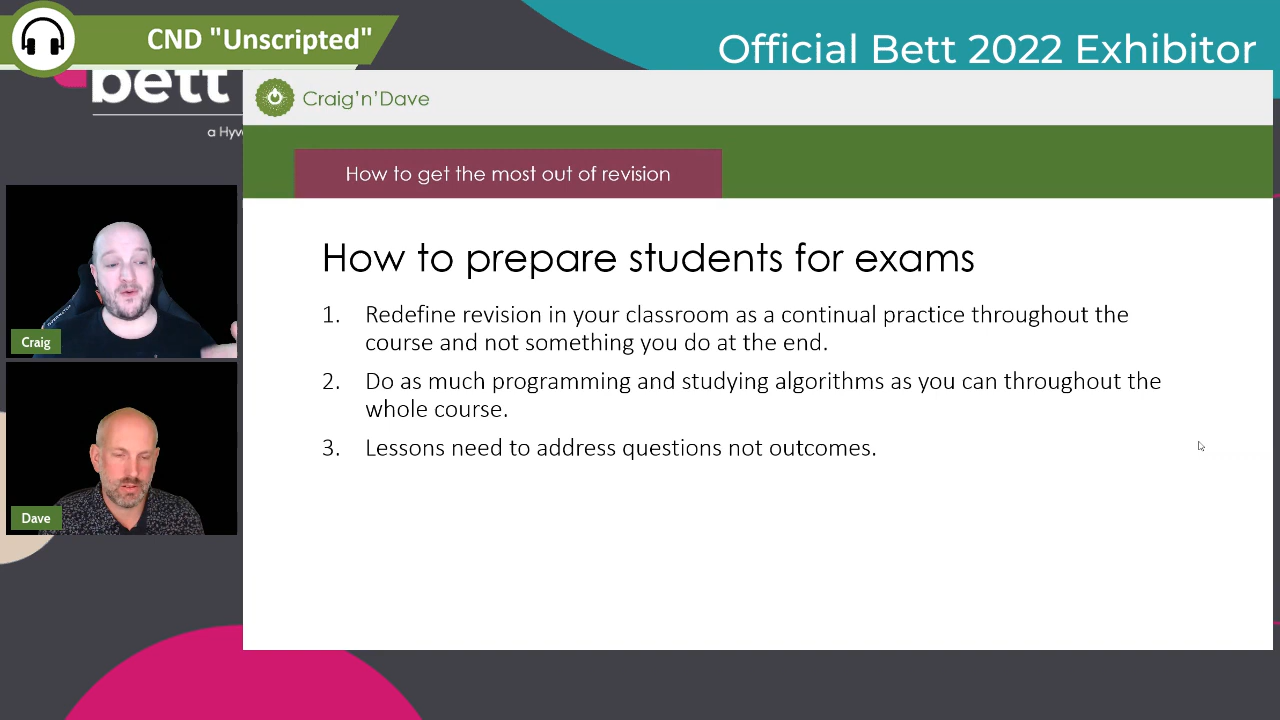 CND "Unscripted"
Official Bett 2022 Exhibitor
bett
a Hyv
Craig'n'Dave
How to get the most out of revision
How to prepare students for exams
1. Redefine revision in your classroom as a continual practice throughout the
course and not something you do at the end.
2. Do as much programming and studying algorithms as you can throughout the
whole course.
3. Lessons need to address questions not outcomes.
Craig
Dave